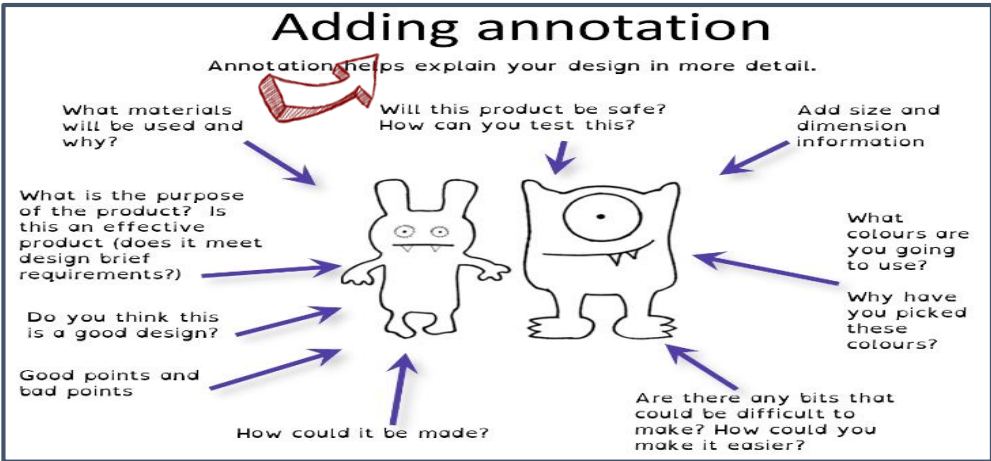 Adding annotation
Annotation helps explain your design in more detail.
What materials
will be used and
why?
Will this product be safe?
How can you test this?
Add size and
dimension
information
What is the purpose
of the product?  Is
this an effective
product (does it meet
design brief
requirements?)
What
colours are
you going
to use?
Why have
you picked
these
colours?
Do you think this
is a good design?
Good points and
bad points
How could it be made?
Are there any bits that
could be difficult to
make? How could you
make it easier?